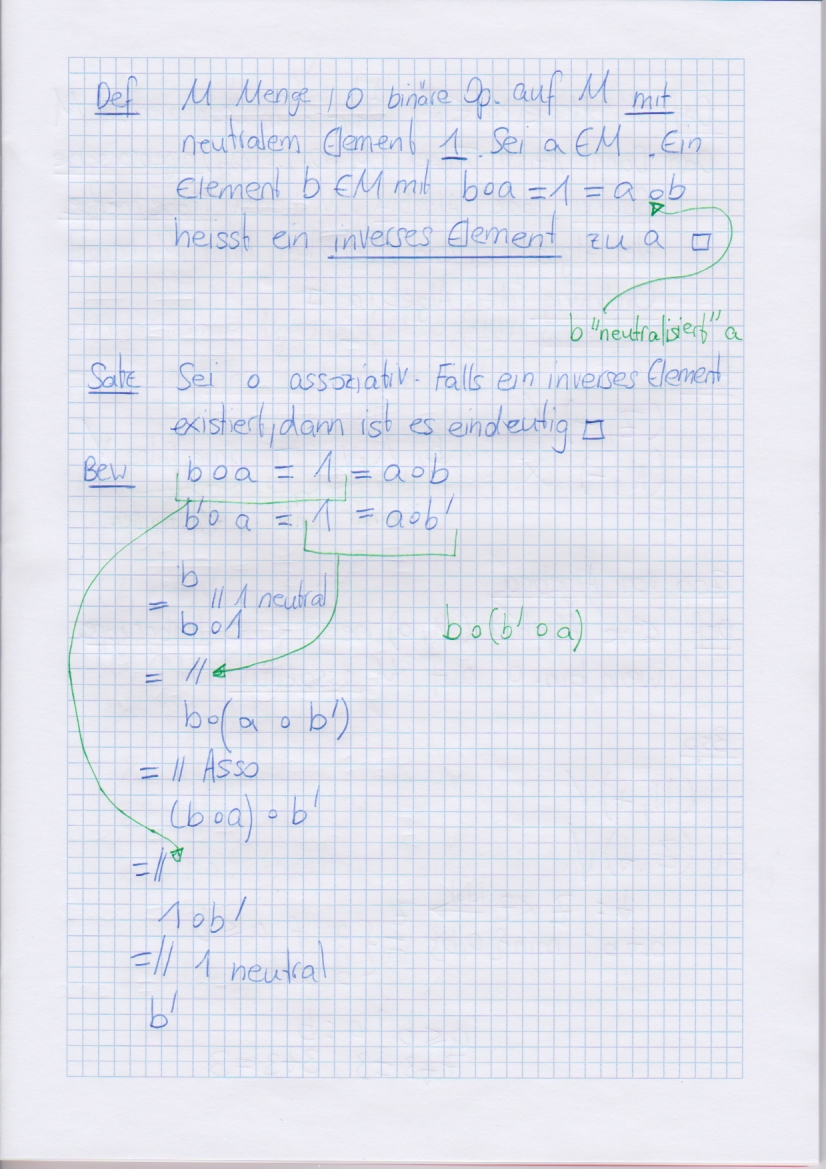 Def M Menge, o binäre Op. auf M mit
neutralem Element 1. Sei a ∈ M. Ein
Element b ∈ M mit b∘a = 1 = a∘b
heisst ein inverses Element zu a □
b "neutralisiert" a
Satz Sei ∘ assoziativ. Falls ein inverses Element
existiert, dann ist es eindeutig □
Bew b∘a = 1 = a∘b
b'∘a = 1 = a∘b'
b
= // 1 neutral
b∘1
= //
b∘(a∘b')
= // Asso
(b∘a)∘b'
= //
1∘b'
= // 1 neutral
b'
b∘(b'∘a)